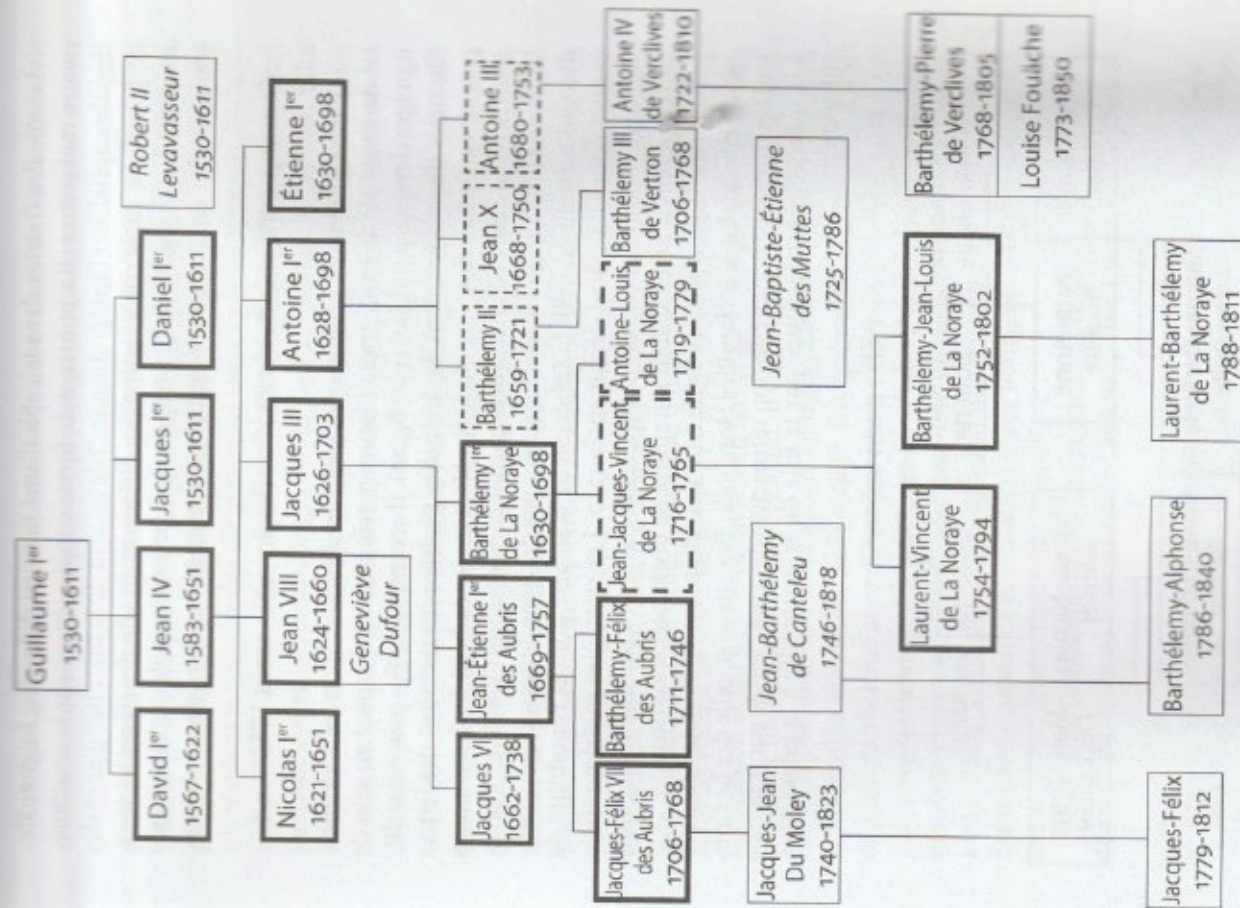 Guillaume Iᵉʳ
1530-1611
David Iᵉʳ
1567-1622
Jean IV
1583-1651
Jacques Iᵉʳ
1530-1611
Daniel Iᵉʳ
1530-1611
Robert II
Levavasseur
1530-1611
Nicolas Iᵉʳ
1621-1651
Jean VIII
1624-1660
Geneviève
Dufour
Jacques III
1626-1703
Antoine Iᵉʳ
1628-1698
Étienne Iᵉʳ
1630-1698
Jacques VI
1662-1738
Jean-Étienne Iᵉʳ
des Aubris
1669-1757
Barthélémy Iᵉʳ
de La Noraye
1630-1698
Barthélemy II
1659-1721
Jean X
1668-1750
Antoine III
1680-1753
Jacques-Félix VII
des Aubris
1706-1768
Barthélemy-Félix
des Aubris
1711-1746
Jean-Jacques-Vincent
de La Noraye
1716-1765
Antoine-Louis
de La Noraye
1719-1779
Barthélemy III
de Vertron
1706-1768
Antoine IV
de Verclives
1722-1810
Jacques-Jean
Du Moley
1740-1823
Jean-Barthélemy
de Canteleu
1746-1818
Jean-Baptiste-Étienne
des Muttes
1725-1786
Laurent-Vincent
de La Noraye
1754-1794
Barthélemy-Jean-Louis
de La Noraye
1752-1802
Barthélemy-Pierre
de Verclives
1768-1805
Louise Fouäche
1773-1850
Jacques-Félix
1779-1812
Barthélemy-Alphonse
1786-1840
Laurent-Barthélemy
de La Noraye
1788-1811